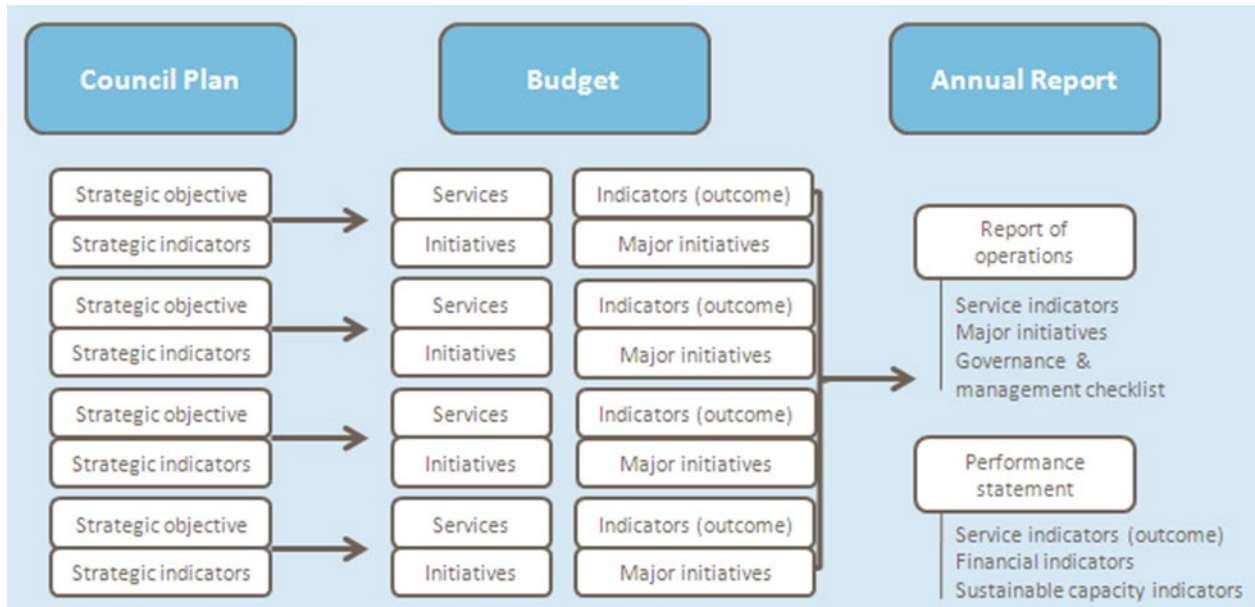 Council Plan
Budget
Annual Report
Strategic objective
Strategic indicators
Services
Initiatives
Indicators (outcome)
Major initiatives
Strategic objective
Strategic indicators
Services
Initiatives
Indicators (outcome)
Major initiatives
Strategic objective
Strategic indicators
Services
Initiatives
Indicators (outcome)
Major initiatives
Strategic objective
Strategic indicators
Services
Initiatives
Indicators (outcome)
Major initiatives
Report of
operations
Service indicators
Major initiatives
Governance &
management checklist
Performance
statement
Service indicators (outcome)
Financial indicators
Sustainable capacity indicators